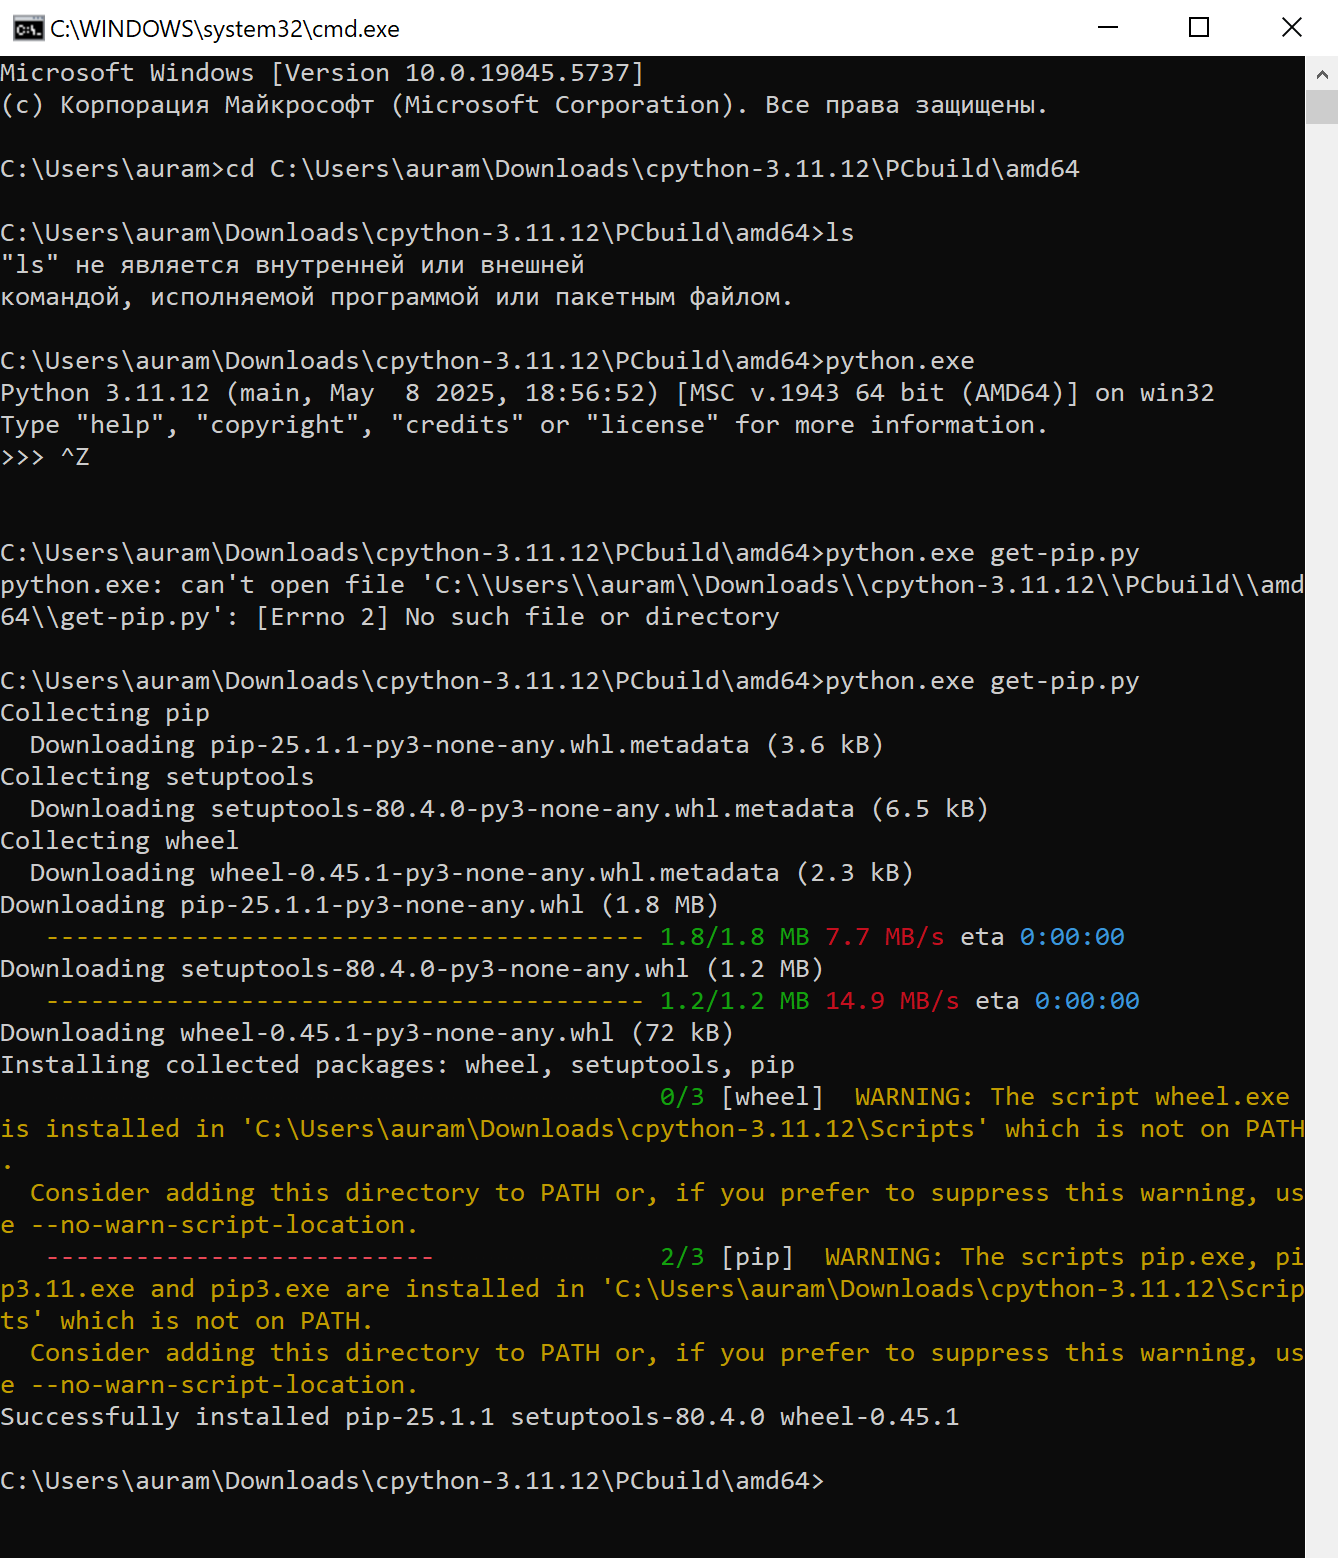 C:\WINDOWS\system32\cmd.exe
Microsoft Windows [Version 10.0.19045.5737]
(c) Корпорация Майкрософт (Microsoft Corporation). Все права защищены.
C:\Users\auram>cd C:\Users\auram\Downloads\cpython-3.11.12\PCbuild\amd64
C:\Users\auram\Downloads\cpython-3.11.12\PCbuild\amd64>ls
"ls" не является внутренней или внешней
командой, исполняемой программой или пакетным файлом.
C:\Users\auram\Downloads\cpython-3.11.12\PCbuild\amd64>python.exe
Python 3.11.12 (main, May  8 2025, 18:56:52) [MSC v.1943 64 bit (AMD64)] on win32
Type "help", "copyright", "credits" or "license" for more information.
>>> ^Z
C:\Users\auram\Downloads\cpython-3.11.12\PCbuild\amd64>python.exe get-pip.py
python.exe: can't open file 'C:\\Users\\auram\\Downloads\\cpython-3.11.12\\PCbuild\\amd
64\\get-pip.py': [Errno 2] No such file or directory
C:\Users\auram\Downloads\cpython-3.11.12\PCbuild\amd64>python.exe get-pip.py
Collecting pip
  Downloading pip-25.1.1-py3-none-any.whl.metadata (3.6 kB)
Collecting setuptools
  Downloading setuptools-80.4.0-py3-none-any.whl.metadata (6.5 kB)
Collecting wheel
  Downloading wheel-0.45.1-py3-none-any.whl.metadata (2.3 kB)
Downloading pip-25.1.1-py3-none-any.whl (1.8 MB)
   ---------------------------------------- 1.8/1.8 MB 7.7 MB/s eta 0:00:00
Downloading setuptools-80.4.0-py3-none-any.whl (1.2 MB)
   ---------------------------------------- 1.2/1.2 MB 14.9 MB/s eta 0:00:00
Downloading wheel-0.45.1-py3-none-any.whl (72 kB)
Installing collected packages: wheel, setuptools, pip
0/3 [wheel]  WARNING: The script wheel.exe
is installed in 'C:\Users\auram\Downloads\cpython-3.11.12\Scripts' which is not on PATH
.
  Consider adding this directory to PATH or, if you prefer to suppress this warning, us
e --no-warn-script-location.
   -------------------------- 2/3 [pip]  WARNING: The scripts pip.exe, pi
p3.11.exe and pip3.exe are installed in 'C:\Users\auram\Downloads\cpython-3.11.12\Scrip
ts' which is not on PATH.
  Consider adding this directory to PATH or, if you prefer to suppress this warning, us
e --no-warn-script-location.
Successfully installed pip-25.1.1 setuptools-80.4.0 wheel-0.45.1
C:\Users\auram\Downloads\cpython-3.11.12\PCbuild\amd64>